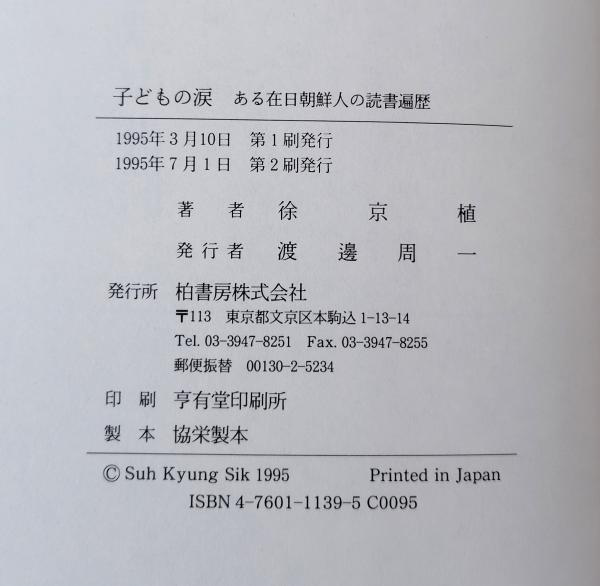 子どもの涙 ある在日朝鮮人の読書遍歴
1995年3月10日 第1刷発行
1995年7月1日 第2刷発行
著者 徐京植
発行者 渡邊周一
発行所 柏書房株式会社
〒113 東京都文京区本駒込1-13-14
Tel. 03-3947-8251 Fax. 03-3947-8255
郵便振替 00130-2-5234
印刷 亨有堂印刷所
製本 協栄製本
© Suh Kyung Sik 1995 Printed in Japan
ISBN 4-7601-1139-5 C0095